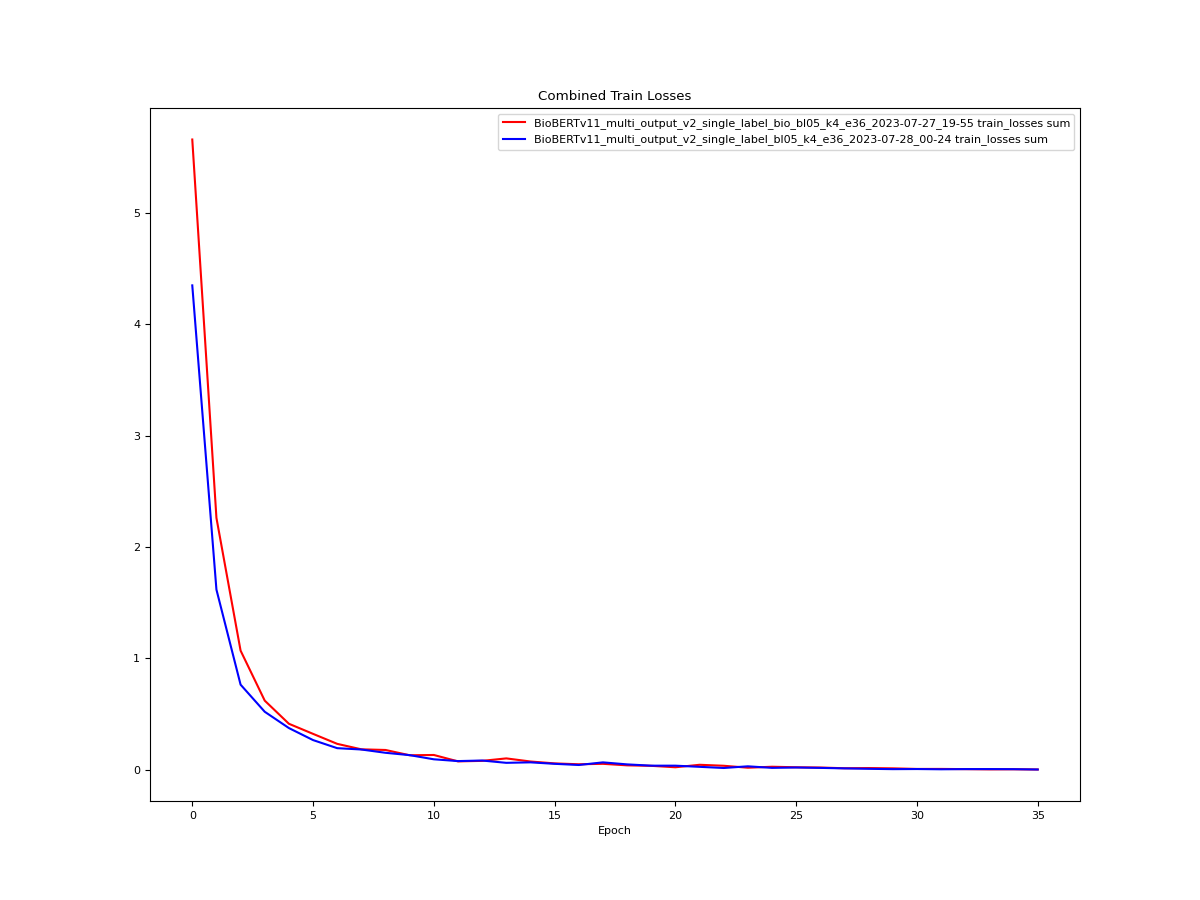 Combined Train Losses
BioBERTv11_multi_output_v2_single_label_bio_bl05_k4_e36_2023-07-27_19-55 train_losses sum
BioBERTv11_multi_output_v2_single_label_bl05_k4_e36_2023-07-28_00-24 train_losses sum
5
4
3
2
1
0
0 5 10 15 20 25 30 35
Epoch